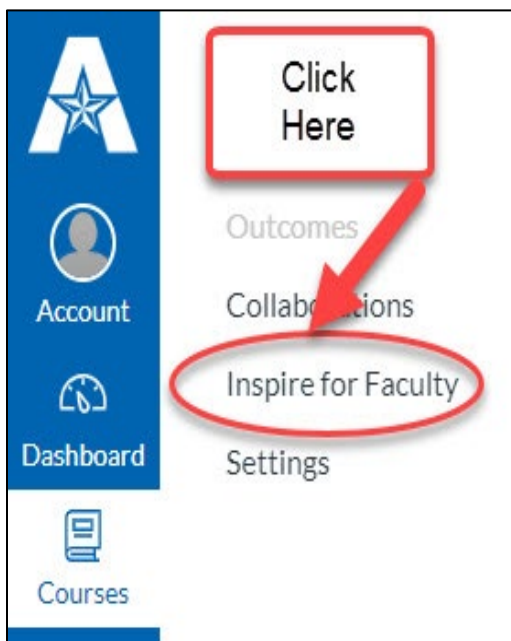 A
Click
Here
Outcomes
Account
Collaborations
Inspire for Faculty
Dashboard
Settings
Courses